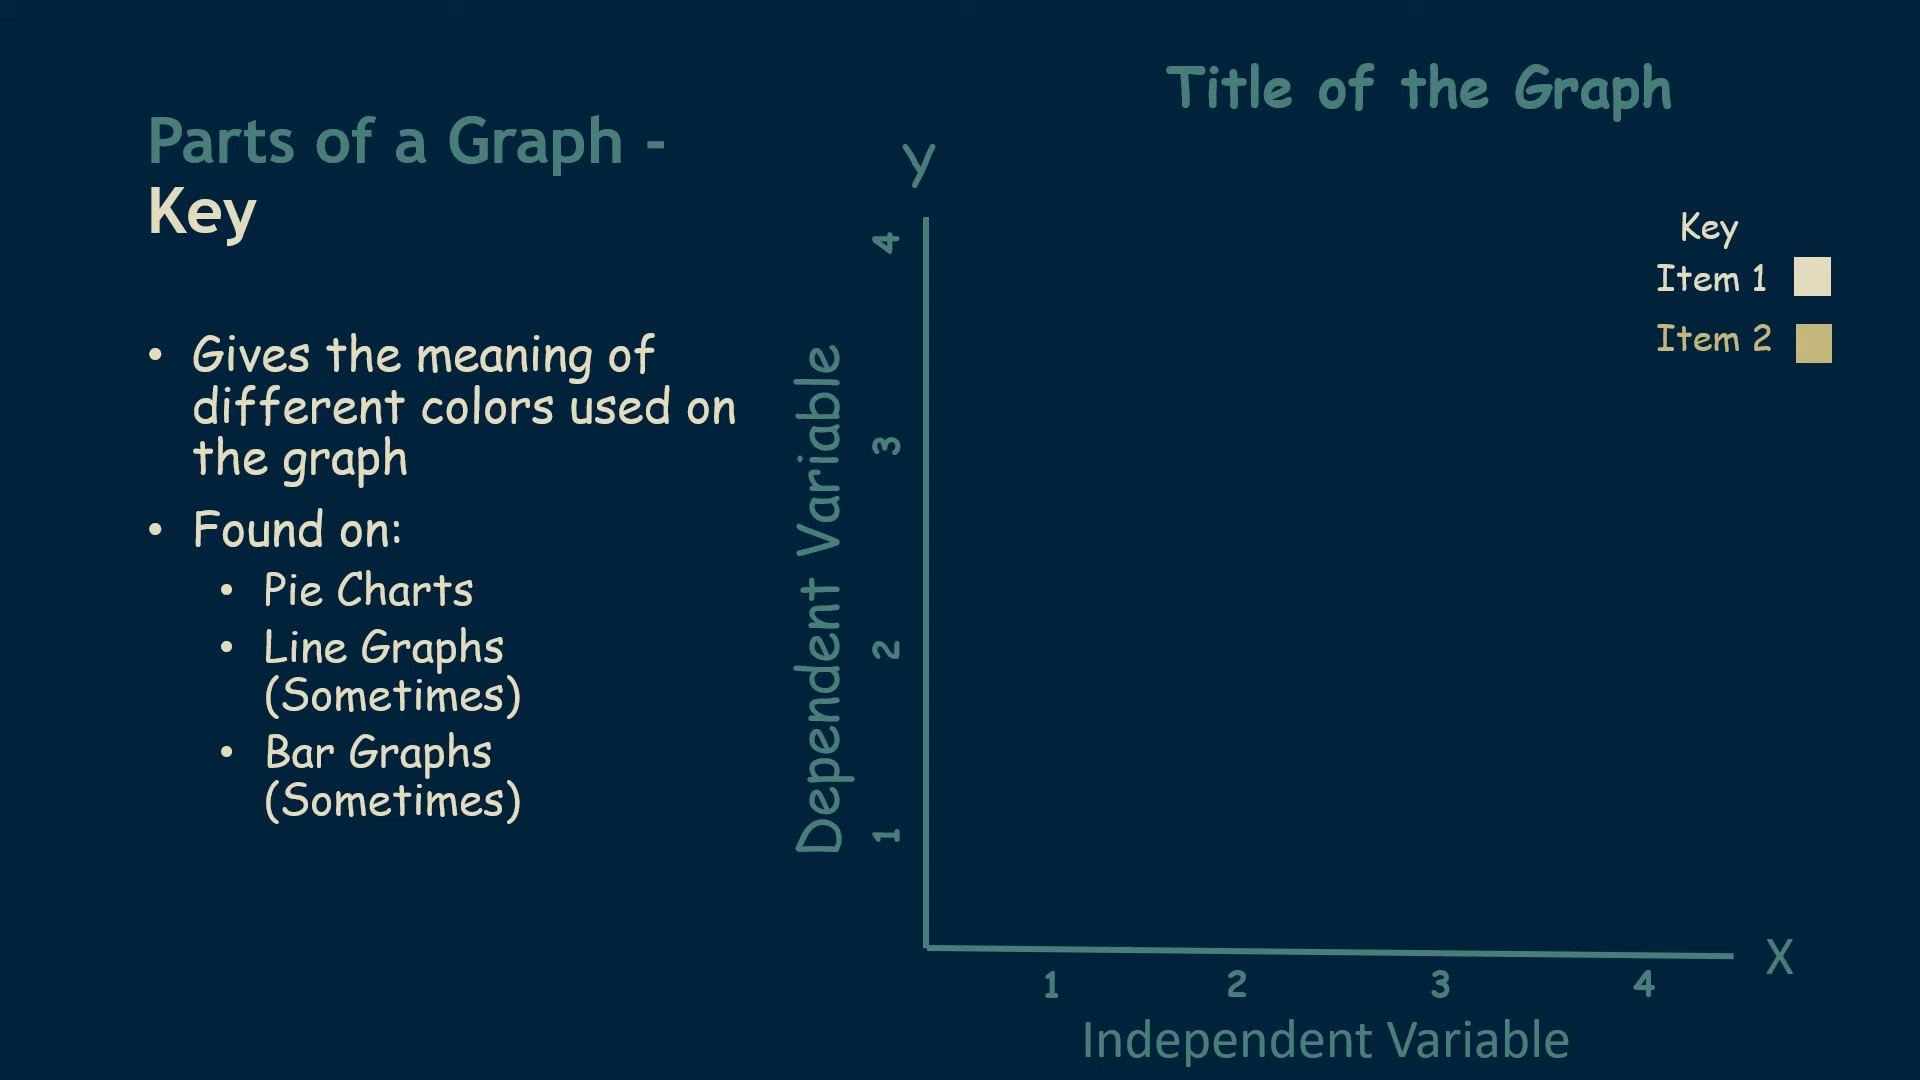 Parts of a Graph -
Key
• Gives the meaning of
different colors used on
the graph
• Found on:
• Pie Charts
• Line Graphs
(Sometimes)
• Bar Graphs
(Sometimes)
Title of the Graph
y
4
3
2
1
Dependent Variable
Key
Item 1
Item 2
X
1 2 3 4
Independent Variable